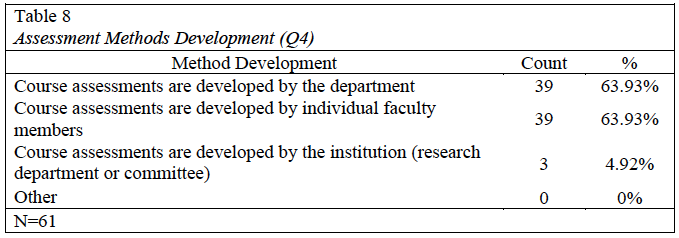 Table 8
Assessment Methods Development (Q4)
Method Development Count %
Course assessments are developed by the department 39 63.93%
Course assessments are developed by individual faculty
members 39 63.93%
Course assessments are developed by the institution (research
department or committee) 3 4.92%
Other 0 0%
N=61